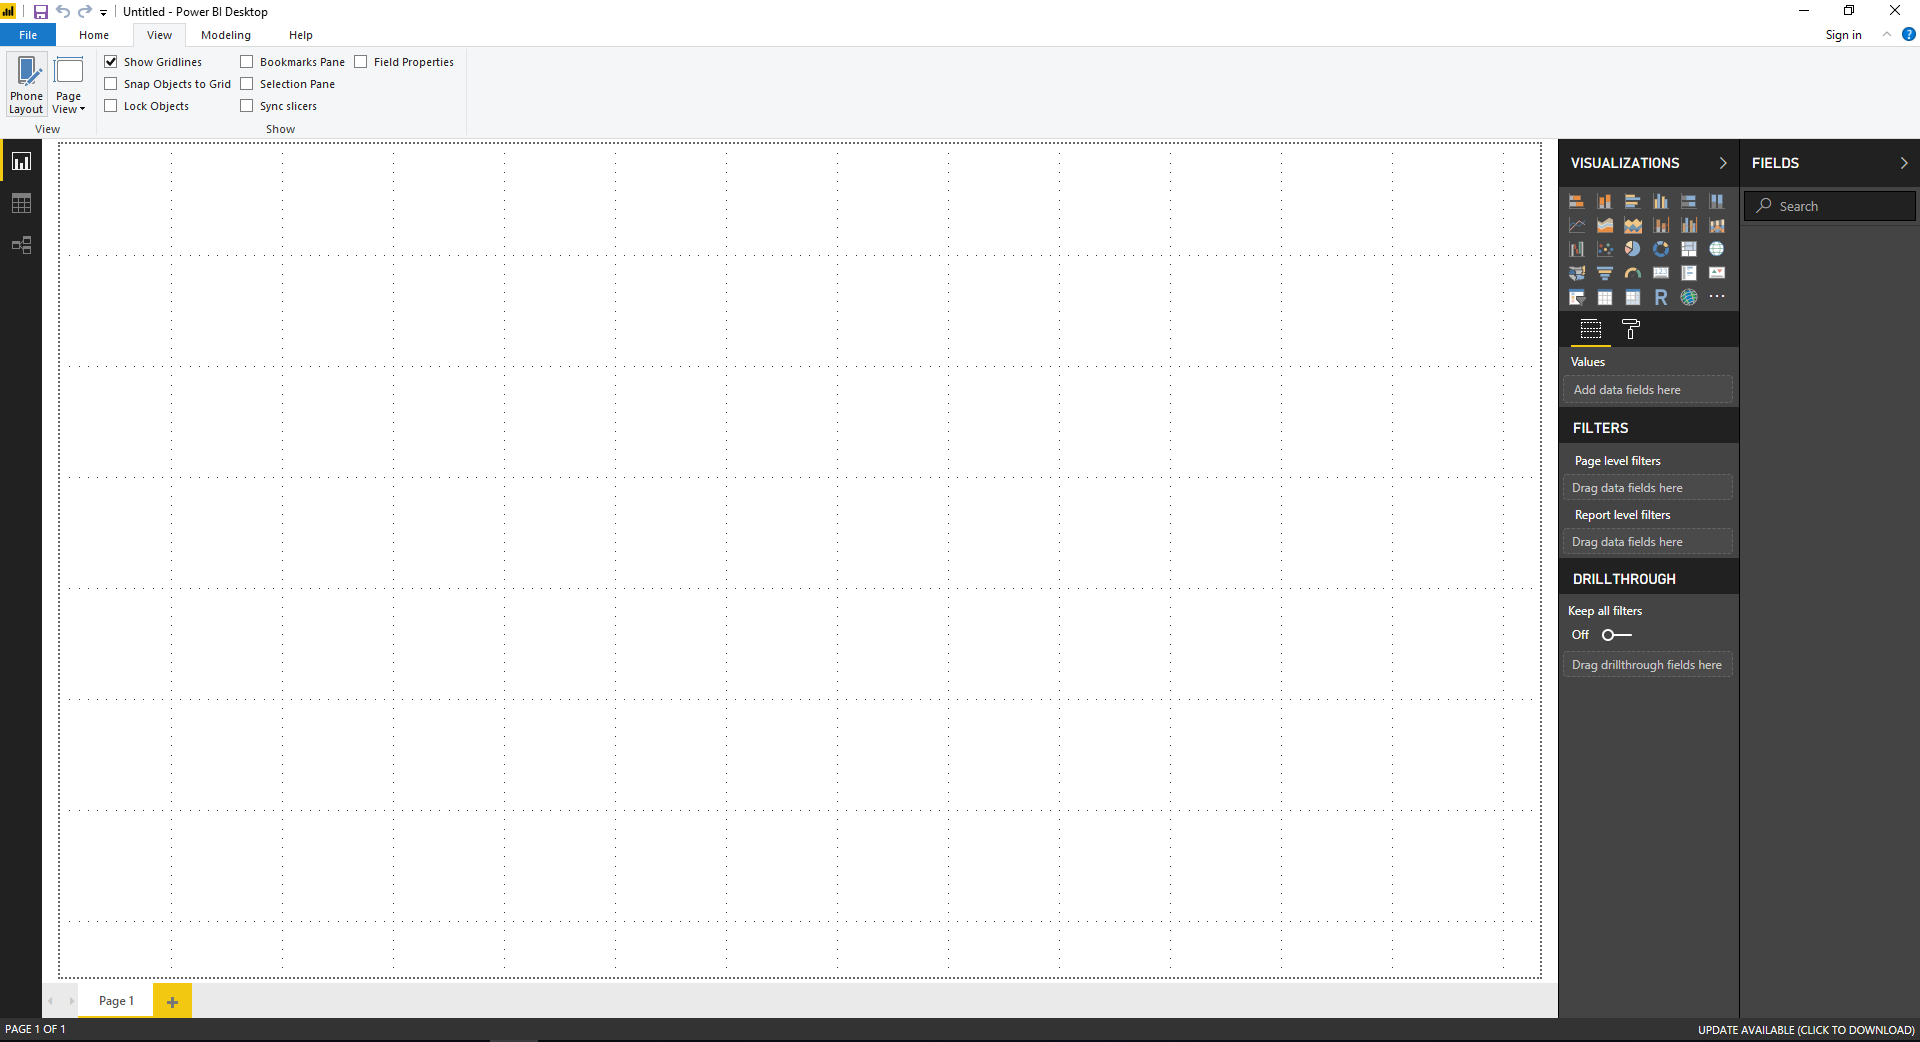 Untitled - Power BI Desktop
File Home View Modeling Help Sign in ?
Show Gridlines Bookmarks Pane Field Properties
Snap Objects to Grid Selection Pane
Lock Objects Sync slicers
Phone Layout
Page View
View Show
VISUALIZATIONS
FIELDS
Search
R
Values
Add data fields here
FILTERS
Page level filters
Drag data fields here
Report level filters
Drag data fields here
DRILLTHROUGH
Keep all filters
Off
Drag drillthrough fields here
Page 1
PAGE 1 OF 1
UPDATE AVAILABLE (CLICK TO DOWNLOAD)